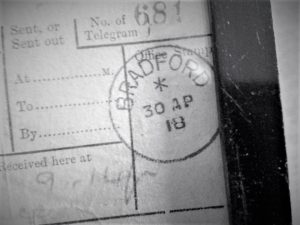 Sent, or
Sent out
No. of
Telegram
681
Office Stamp
At M.
To
By
BRADFORD
*
30 AP
18
Received here at